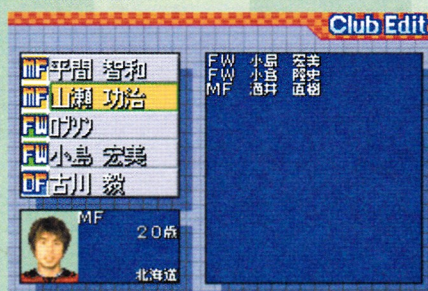 Club Edit
MF平間 智和
MF山瀬 功治
FWロブソン
FW小島 宏美
DF古川 毅
FW 小島 宏美
FW 小倉 隆史
MF 酒井 直樹
MF
20歳
北海道